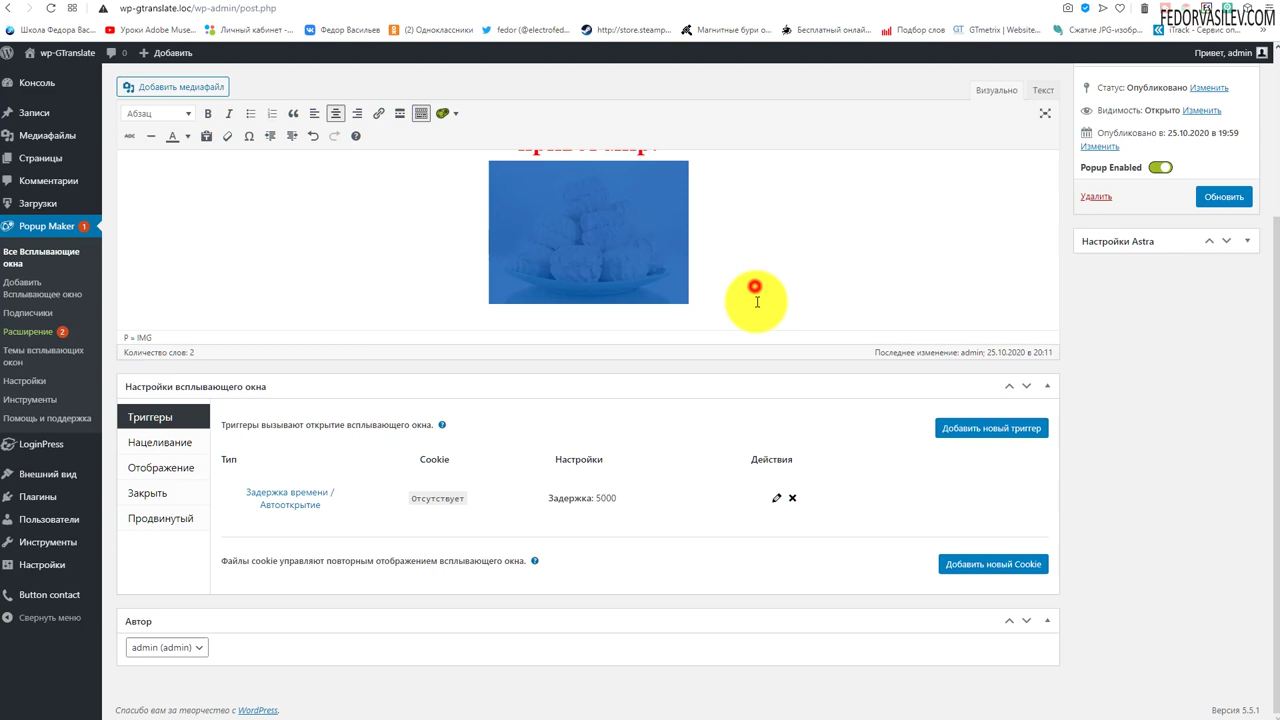 wp-gtranslate.loc/wp-admin/post.php
FEDORVASILEV.COM
Школа Федора Васи...
Уроки Adobe Muse...
Личный кабинет -...
Федор Васильев
(2) Одноклассники
fedor (@electrofed...
http://store.steamp...
Магнитные бури о...
Бесплатный онлай...
Подбор слов
GTmetrix | Website...
Сжатие JPG-изобр...
iTrack - Сервис оп...
wp-GTranslate
0
Добавить
Привет, admin
Консоль
Записи
Медиафайлы
Страницы
Комментарии
Загрузки
Popup Maker 1
Все Всплывающие
окна
Добавить
Всплывающее окно
Подписчики
Расширение 2
Темы всплывающих
окон
Настройки
Инструменты
Помощь и поддержка
LoginPress
Внешний вид
Плагины
Пользователи
Инструменты
Настройки
Button contact
Свернуть меню
Добавить медиафайл
Визуально
Текст
Абзац
P » IMG
Количество слов: 2
Последнее изменение: admin; 25.10.2020 в 20:11
Настройки всплывающего окна
Триггеры
Нацеливание
Отображение
Закрыть
Продвинутый
Триггеры вызывают открытие всплывающего окна.
Добавить новый триггер
Тип
Cookie
Настройки
Действия
Задержка времени /
Автооткрытие
Отсутствует
Задержка: 5000
Файлы cookie управляют повторным отображением всплывающего окна.
Добавить новый Cookie
Автор
admin (admin)
Статус: Опубликовано Изменить
Видимость: Открыто Изменить
Опубликовано в: 25.10.2020 в 19:59
Изменить
Popup Enabled
Удалить
Обновить
Настройки Astra
Спасибо вам за творчество с WordPress.
Версия 5.5.1